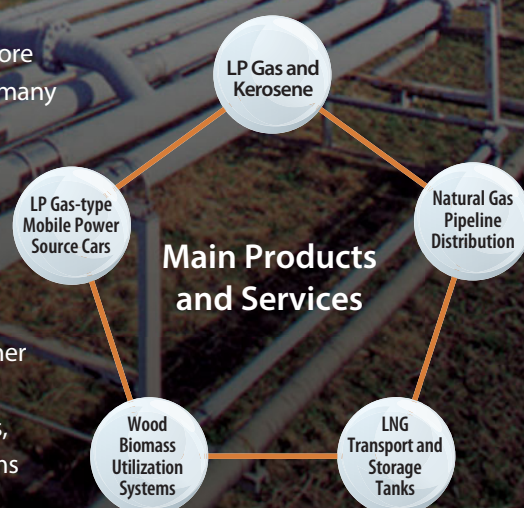 ore
many
LP Gas and
Kerosene
LP Gas-type
Mobile Power
Source Cars
Natural Gas
Pipeline
Distribution
Main Products
and Services
ner
s,
ns
Wood
Biomass
Utilization
Systems
LNG
Transport and
Storage
Tanks